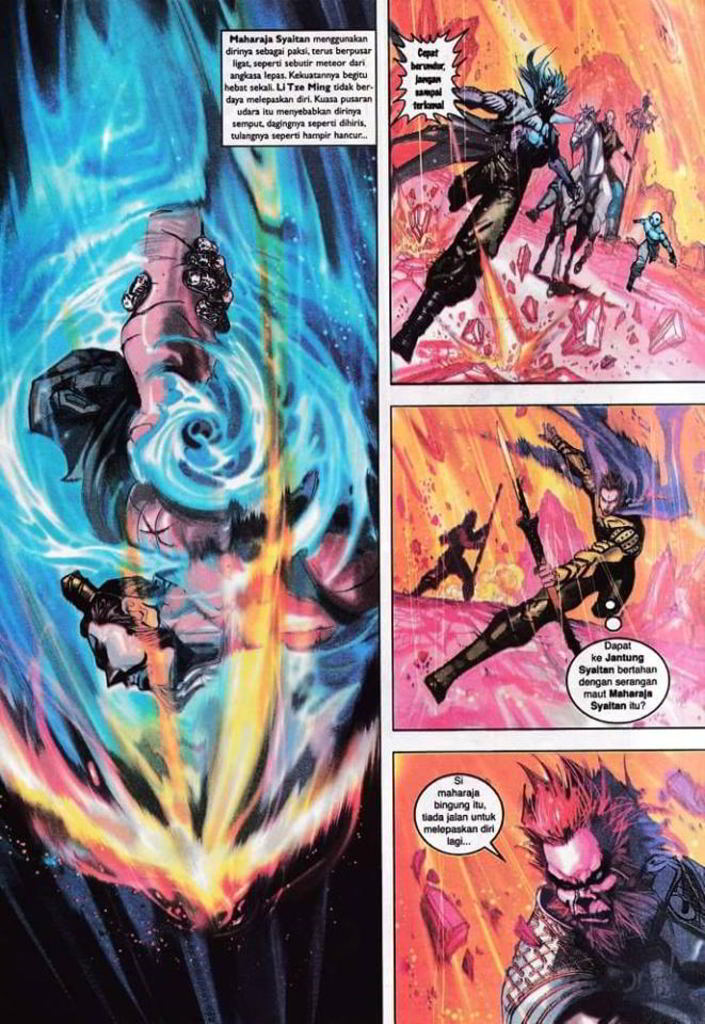 Maharaja Syaitan menggunakan
dirinya sebagai paksi, terus berpusar
ligat, seperti sebutir meteor dari
angkasa lepas. Kekuatannya begitu
hebat sekali. Li Tze Ming tidak ber-
daya melepaskan diri. Kuasa pusaran
udara itu menyebabkan dirinya
semput, dagingnya seperti dihiris,
tulangnya seperti hampir hancur...
Cepat
berundur,
jangan
sampai
terkena!
Dapat
ke Jantung
Syaitan bertahan
dengan serangan
maut Maharaja
Syaitan itu?
Si
maharaja
bingung itu,
tiada jalan untuk
melepaskan diri
lagi...